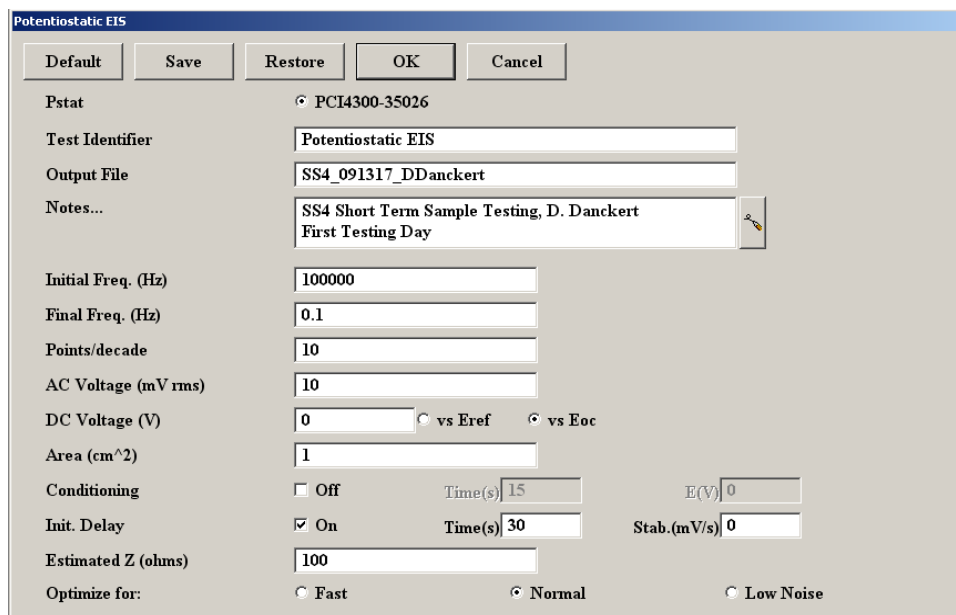 Potentiostatic EIS
Default Save Restore OK Cancel
Pstat PCI4300-35026
Test Identifier Potentiostatic EIS
Output File SS4_091317_DDanckert
Notes... SS4 Short Term Sample Testing, D. Danckert
First Testing Day
Initial Freq. (Hz) 100000
Final Freq. (Hz) 0.1
Points/decade 10
AC Voltage (mV rms) 10
DC Voltage (V) 0 vs Eref vs Eoc
Area (cm^2) 1
Conditioning Off Time(s) 15 E(V) 0
Init. Delay On Time(s) 30 Stab.(mV/s) 0
Estimated Z (ohms) 100
Optimize for: Fast Normal Low Noise